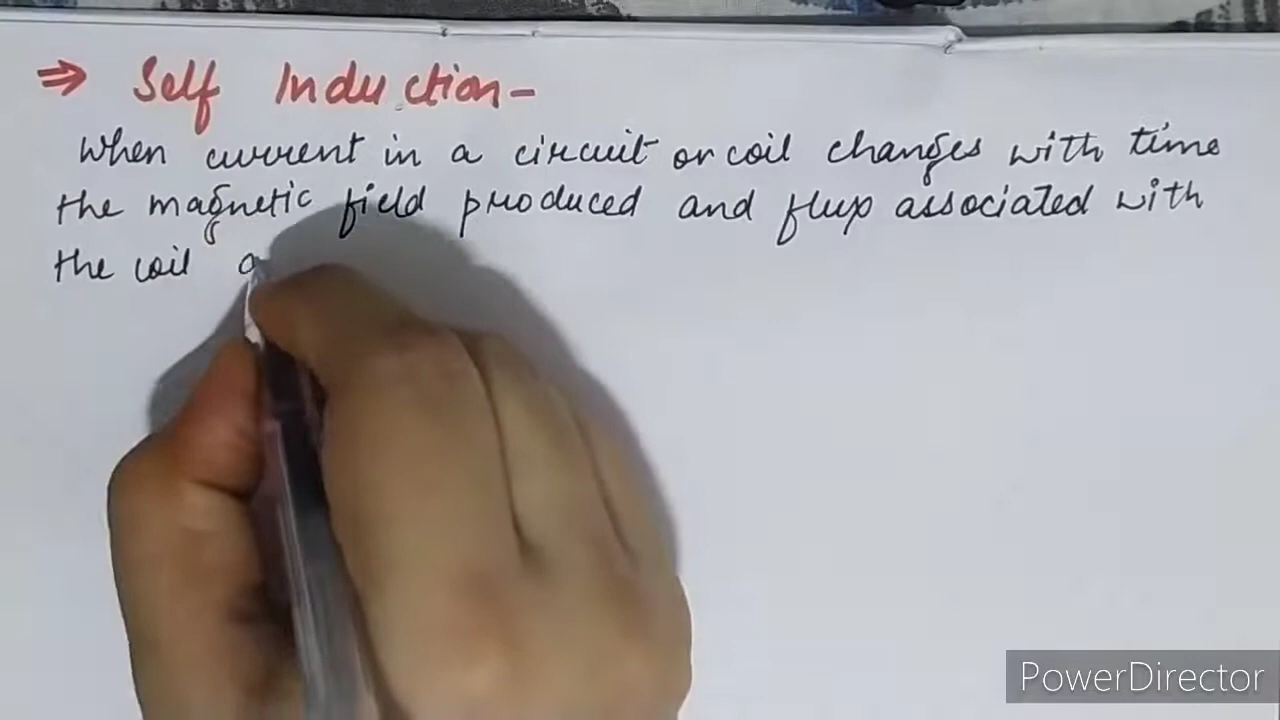 ⇒ Self Induction-
When current in a circuit or coil changes with time
the magnetic field produced and flux associated with
the coil a
PowerDirector